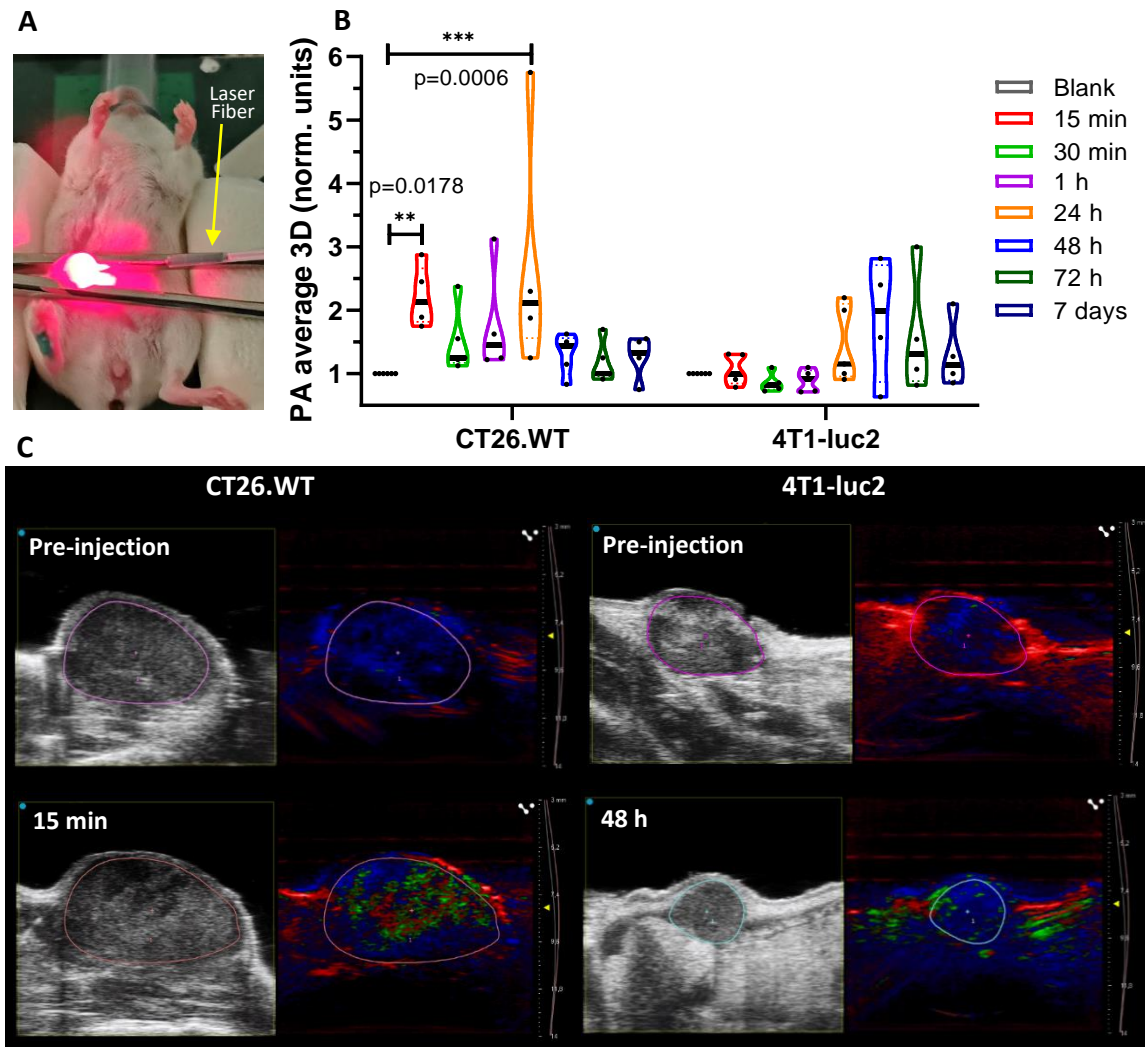 A
Laser
Fiber
B
PA average 3D (norm. units)
6
5
4
3
2
1
***
p=0.0006
p=0.0178
**
CT26.WT
4T1-luc2
Blank
15 min
30 min
1 h
24 h
48 h
72 h
7 days
C
CT26.WT
4T1-luc2
Pre-injection
Pre-injection
15 min
48 h